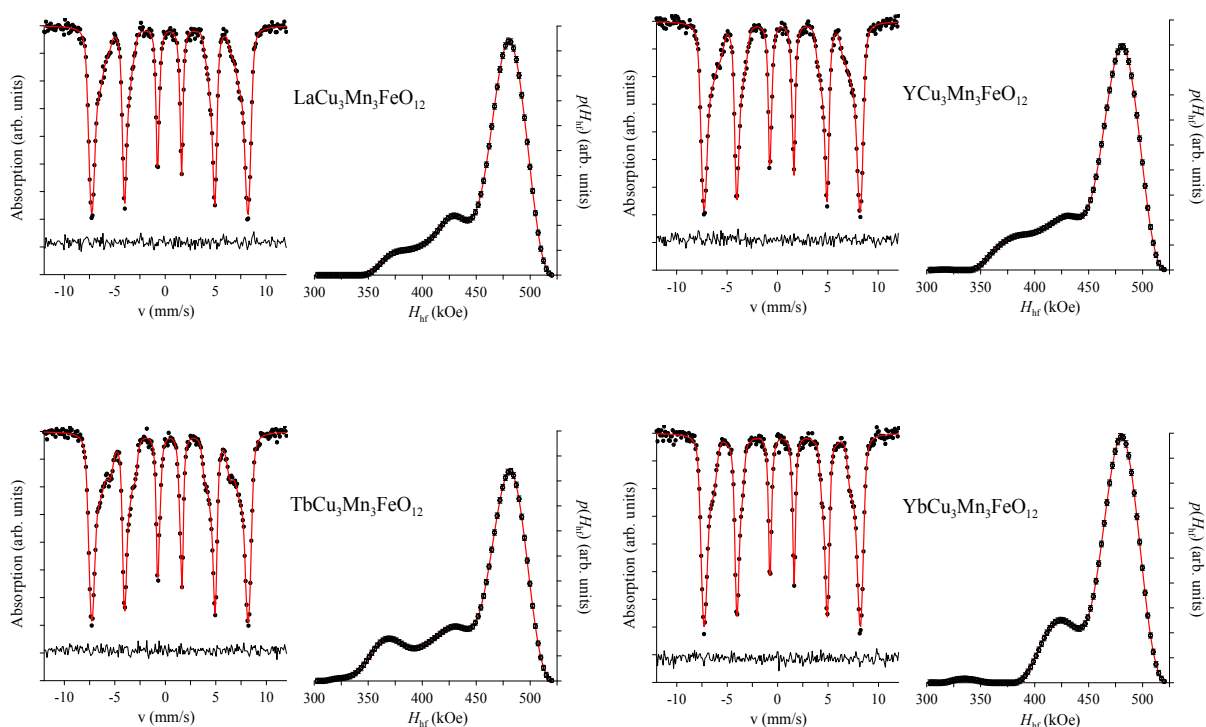 Absorption (arb. units)
LaCu₃Mn₃FeO₁₂
p(Hhf) (arb. units)
-10 -5 0 5 10
v (mm/s)
300 350 400 450 500
Hhf (kOe)
Absorption (arb. units)
YCu₃Mn₃FeO₁₂
p(Hhf) (arb. units)
-10 -5 0 5 10
v (mm/s)
300 350 400 450 500
Hhf (kOe)
Absorption (arb. units)
TbCu₃Mn₃FeO₁₂
p(Hhf) (arb. units)
-10 -5 0 5 10
v (mm/s)
300 350 400 450 500
Hhf (kOe)
Absorption (arb. units)
YbCu₃Mn₃FeO₁₂
p(Hhf) (arb. units)
-10 -5 0 5 10
v (mm/s)
300 350 400 450 500
Hhf (kOe)